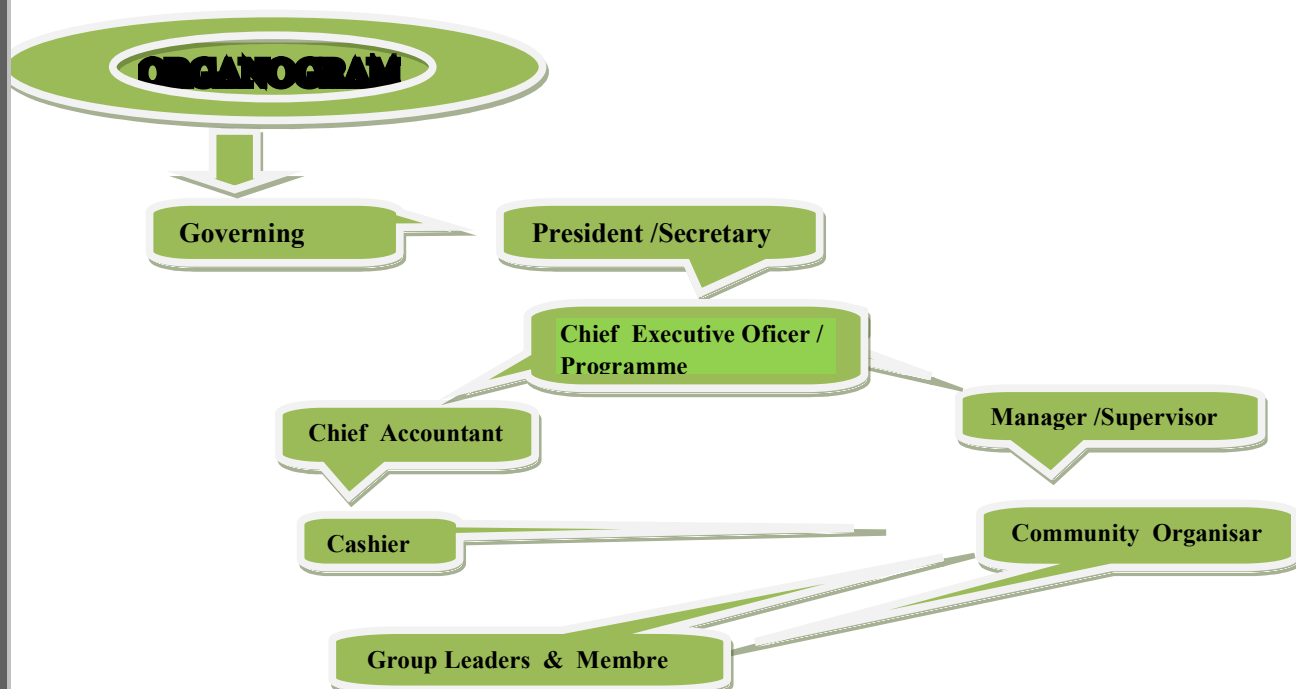 ORGANOGRAM
Governing
President /Secretary
Chief Executive Oficer /
Programme
Chief Accountant
Manager /Supervisor
Cashier
Community Organisar
Group Leaders & Membre